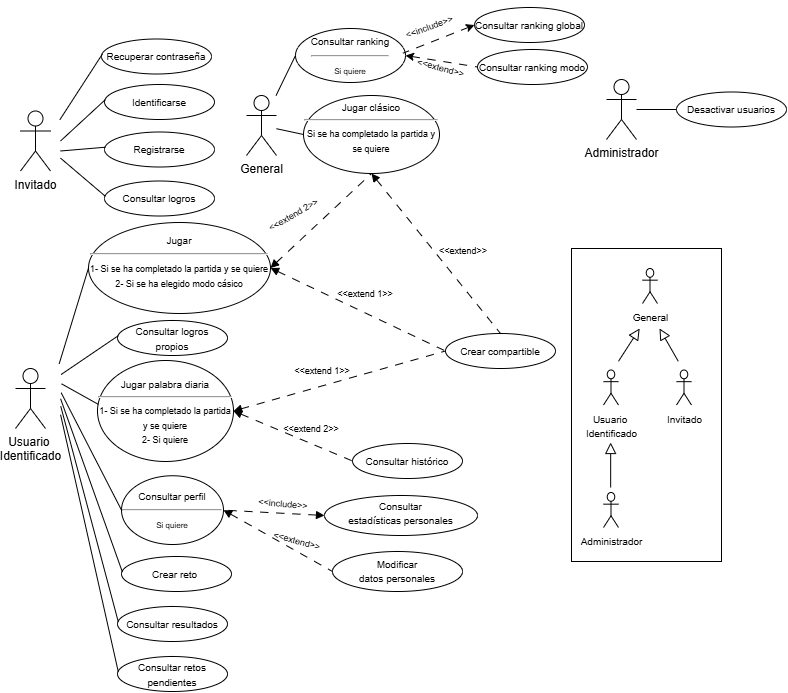 Consultar ranking
Si quiere
<<include>>
Consultar ranking global
<<extend>>
Consultar ranking modo
Recuperar contraseña
Identificarse
Registrarse
Consultar logros
Invitado
General
Jugar clásico
Si se ha completado la partida y
se quiere
Administrador
Desactivar usuarios
<<extend 2>>
Jugar
1- Si se ha completado la partida y se quiere
2- Si se ha elegido modo cásico
<<extend>>
<<extend 1>>
Crear compartible
Consultar logros
propios
<<extend 1>>
Jugar palabra diaria
1- Si se ha completado la partida
y se quiere
2- Si quiere
<<extend 2>>
Consultar histórico
Usuario
Identificado
Consultar perfil
Si quiere
<<include>>
Consultar
estadísticas personales
<<extend>>
Modificar
datos personales
Crear reto
Consultar resultados
Consultar retos
pendientes
General
Usuario
Identificado
Invitado
Administrador